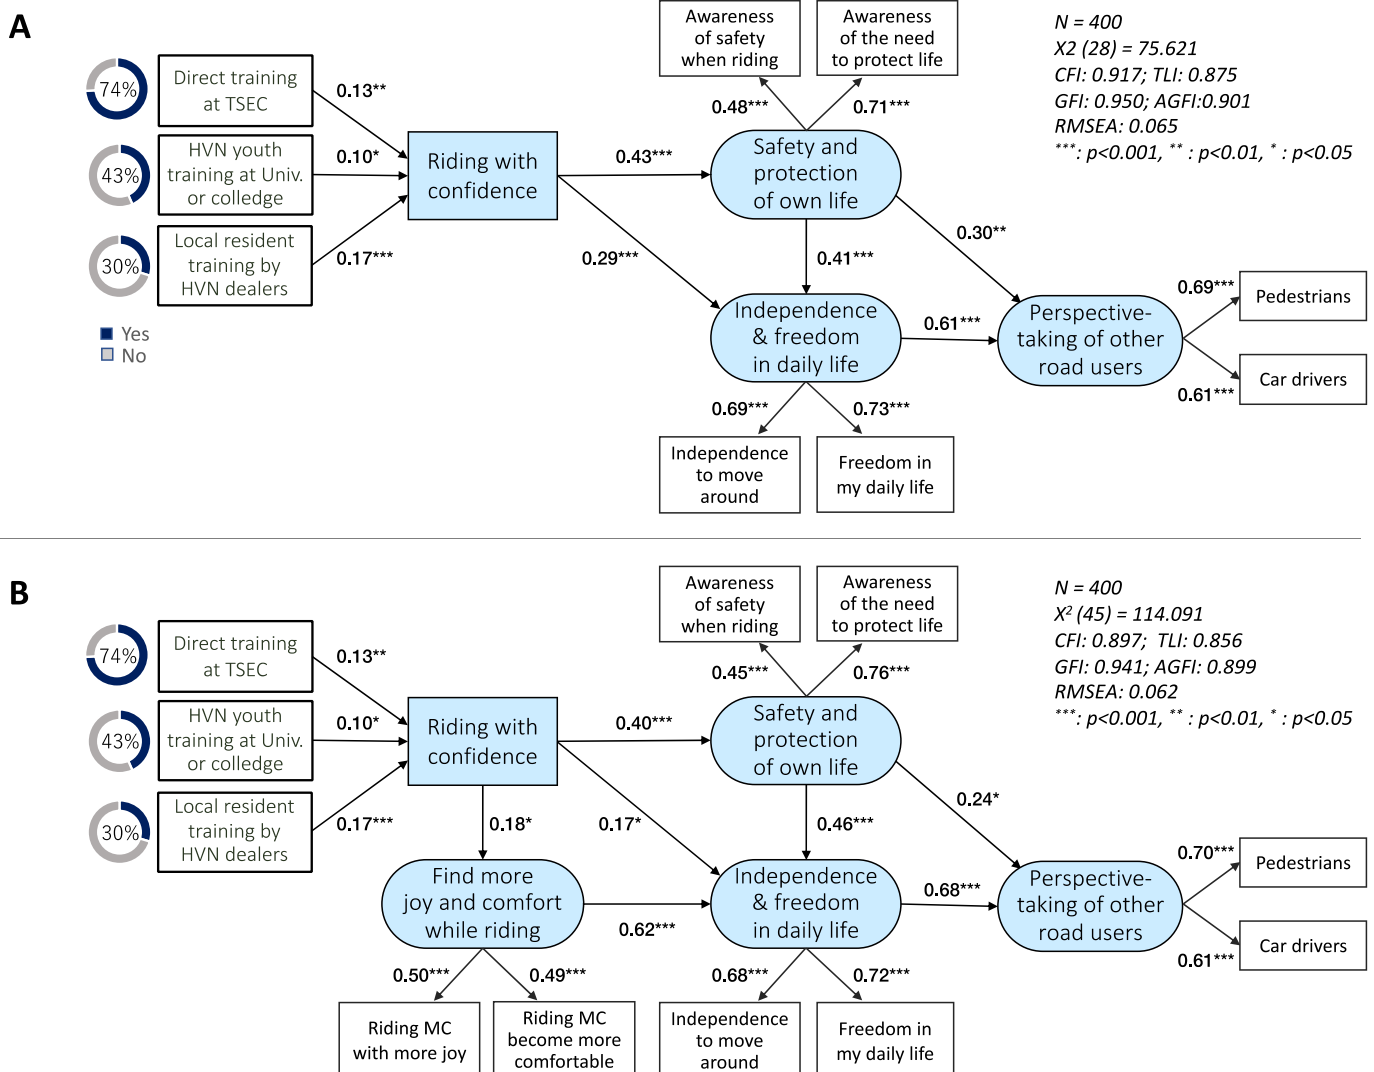 A
74%
Direct training
at TSEC
43%
HVN youth
training at Univ.
or colledge
30%
Local resident
training by
HVN dealers
Yes
No
0.13**
0.10*
0.17***
Riding with
confidence
0.43***
0.29***
Awareness
of safety
when riding
Awareness
of the need
to protect life
0.48***
0.71***
Safety and
protection
of own life
0.41***
0.30**
Independence
& freedom
in daily life
0.61***
0.69***
0.73***
Independence
to move
around
Freedom in
my daily life
Perspective-
taking of other
road users
0.69***
Pedestrians
0.61***
Car drivers
N = 400
X2 (28) = 75.621
CFI: 0.917; TLI: 0.875
GFI: 0.950; AGFI:0.901
RMSEA: 0.065
***: p<0.001, ** : p<0.01, * : p<0.05
B
74%
Direct training
at TSEC
43%
HVN youth
training at Univ.
or colledge
30%
Local resident
training by
HVN dealers
0.13**
0.10*
0.17***
Riding with
confidence
0.40***
0.18*
0.17*
Find more
joy and comfort
while riding
0.62***
0.50***
0.49***
Riding MC
with more joy
Riding MC
become more
comfortable
Awareness
of safety
when riding
Awareness
of the need
to protect life
0.45***
0.76***
Safety and
protection
of own life
0.46***
0.24*
Independence
& freedom
in daily life
0.68***
0.68***
0.72***
Independence
to move
around
Freedom in
my daily life
Perspective-
taking of other
road users
0.70***
Pedestrians
0.61***
Car drivers
N = 400
X² (45) = 114.091
CFI: 0.897; TLI: 0.856
GFI: 0.941; AGFI: 0.899
RMSEA: 0.062
***: p<0.001, ** : p<0.01, * : p<0.05